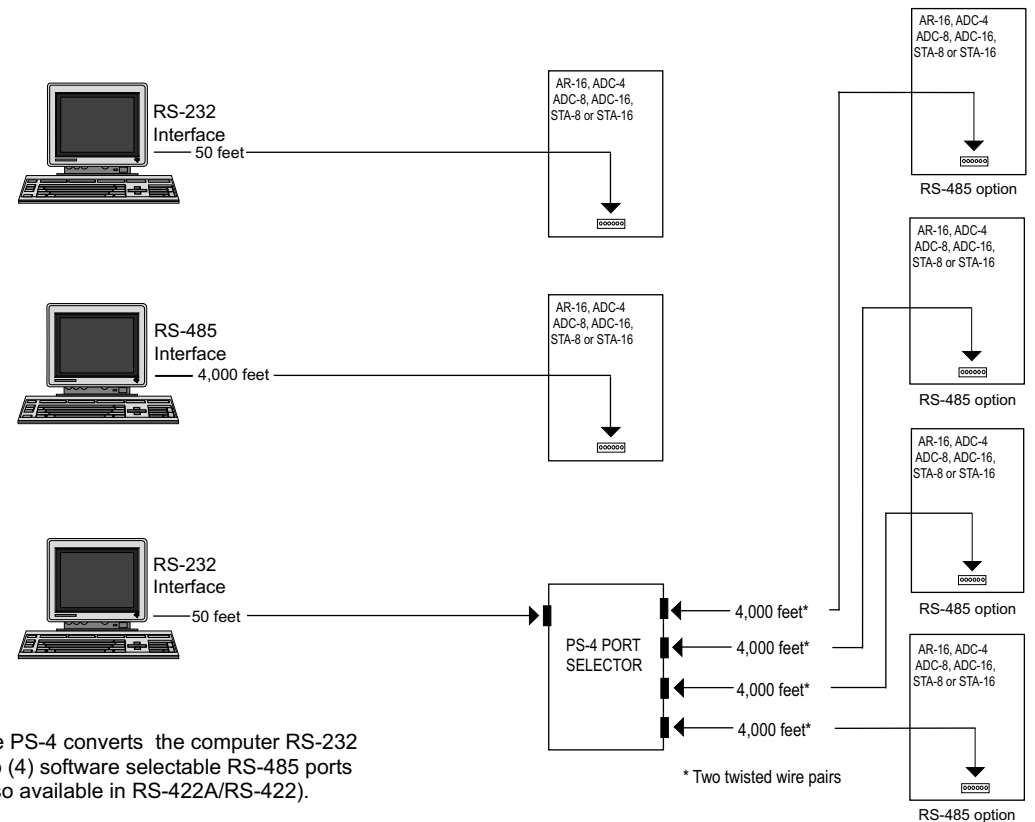 RS-232
Interface
50 feet
AR-16, ADC-4
ADC-8, ADC-16,
STA-8 or STA-16
RS-485
Interface
4,000 feet
AR-16, ADC-4
ADC-8, ADC-16,
STA-8 or STA-16
RS-232
Interface
50 feet
PS-4 PORT
SELECTOR
4,000 feet*
4,000 feet*
4,000 feet*
4,000 feet*
* Two twisted wire pairs
AR-16, ADC-4
ADC-8, ADC-16,
STA-8 or STA-16
RS-485 option
AR-16, ADC-4
ADC-8, ADC-16,
STA-8 or STA-16
RS-485 option
AR-16, ADC-4
ADC-8, ADC-16,
STA-8 or STA-16
RS-485 option
AR-16, ADC-4
ADC-8, ADC-16,
STA-8 or STA-16
RS-485 option
PS-4 converts the computer RS-232
(4) software selectable RS-485 ports
available in RS-422A/RS-422).